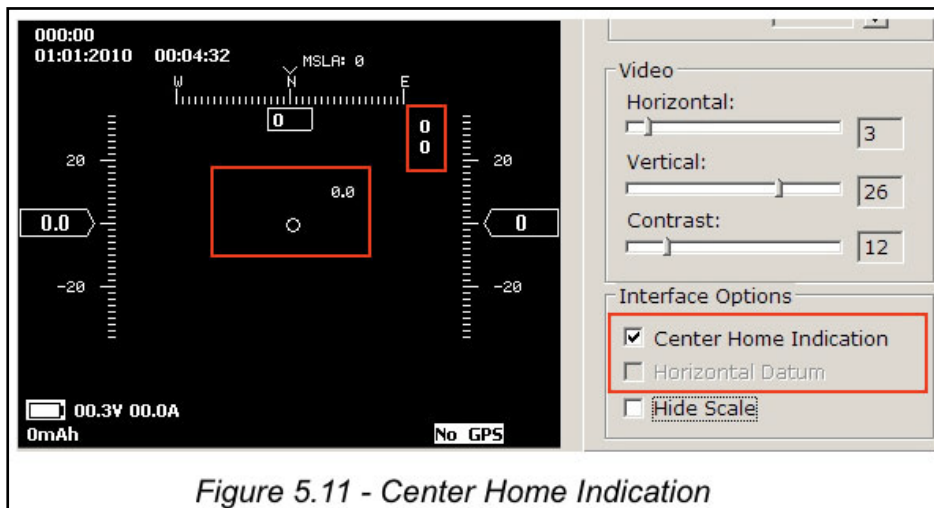 000:00
01:01:2010 00:04:32
MSLA: 0
W N E
0
0
0
20 20
0.0
0.0 0
-20 -20
00.3V 00.0A
0mAh No GPS
Video
Horizontal:
3
Vertical:
26
Contrast:
12
Interface Options
Center Home Indication
Horizontal Datum
Hide Scale
Figure 5.11 - Center Home Indication